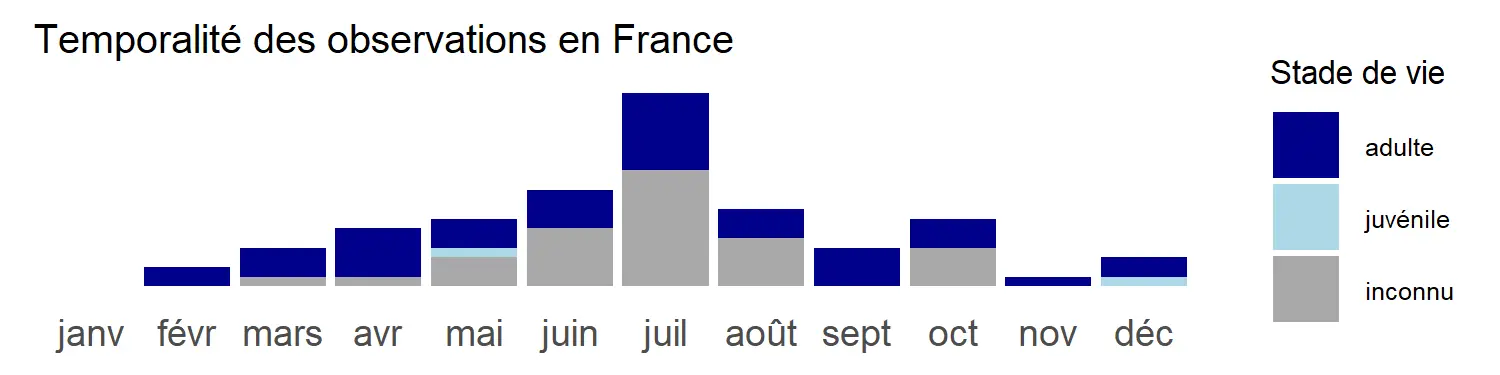 Temporalité des observations en France
Stade de vie
adulte
juvénile
inconnu
janv févr mars avr mai juin juil août sept oct nov déc